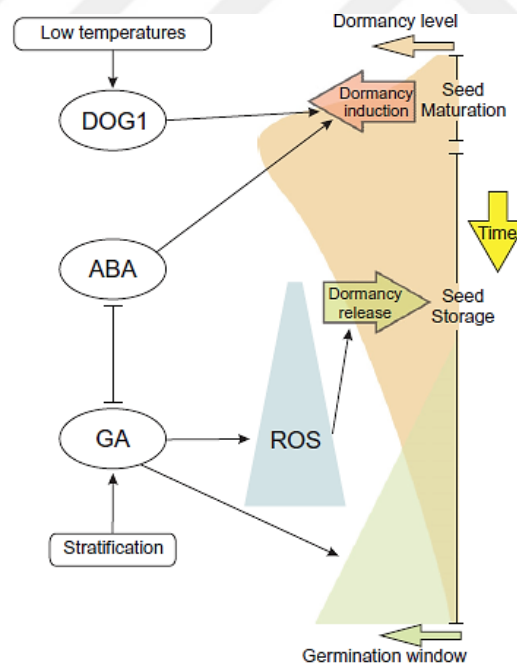 Dormancy level
Low temperatures
Dormancy
induction
Seed
Maturation
DOG1
Time
ABA
Dormancy
release
Seed
Storage
GA
ROS
Stratification
Germination window